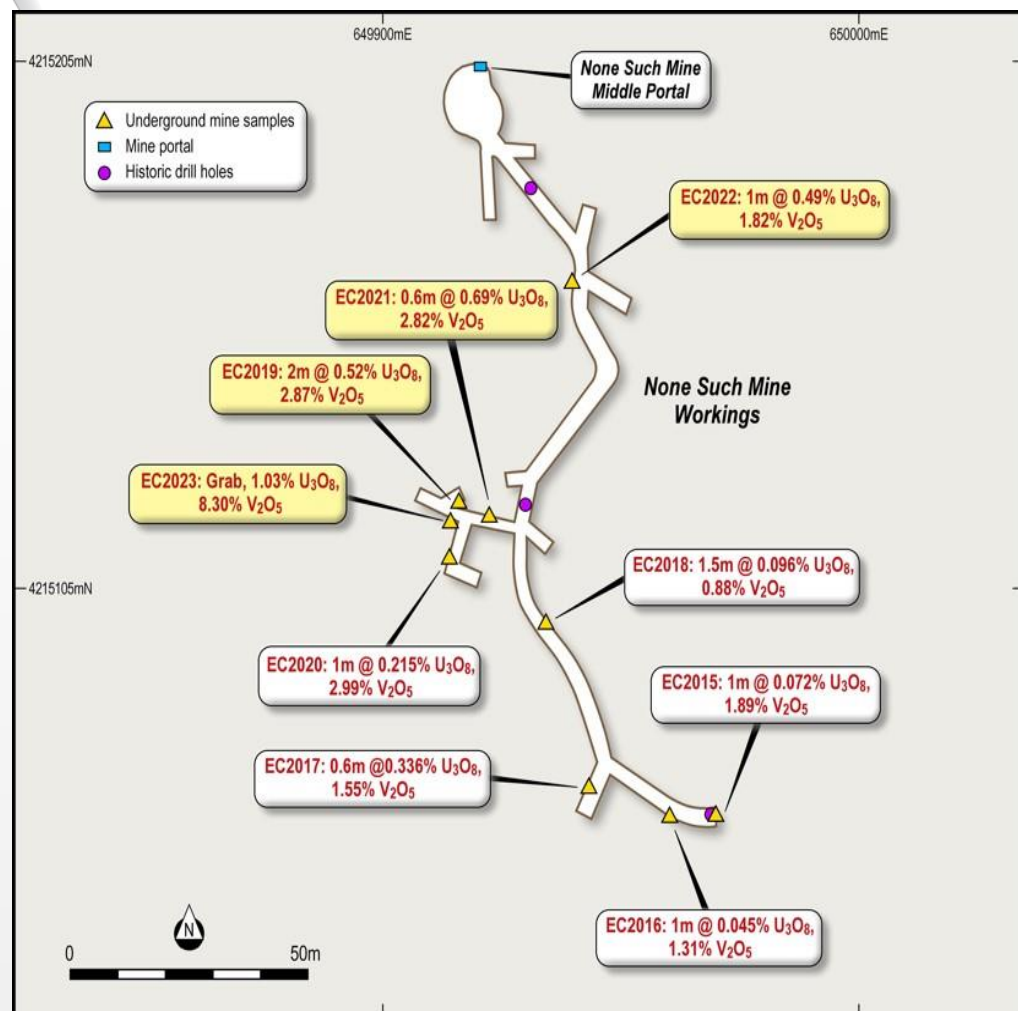 649900mE
650000mE
4215205mN
None Such Mine
Middle Portal
Underground mine samples
Mine portal
Historic drill holes
EC2022: 1m @ 0.49% U₃O₈,
1.82% V₂O₅
EC2021: 0.6m @ 0.69% U₃O₈,
2.82% V₂O₅
EC2019: 2m @ 0.52% U₃O₈,
2.87% V₂O₅
None Such Mine
Workings
EC2023: Grab, 1.03% U₃O₈,
8.30% V₂O₅
4215105mN
EC2018: 1.5m @ 0.096% U₃O₈,
0.88% V₂O₅
EC2020: 1m @ 0.215% U₃O₈,
2.99% V₂O₅
EC2015: 1m @ 0.072% U₃O₈,
1.89% V₂O₅
EC2017: 0.6m @0.336% U₃O₈,
1.55% V₂O₅
EC2016: 1m @ 0.045% U₃O₈,
1.31% V₂O₅
N
0
50m